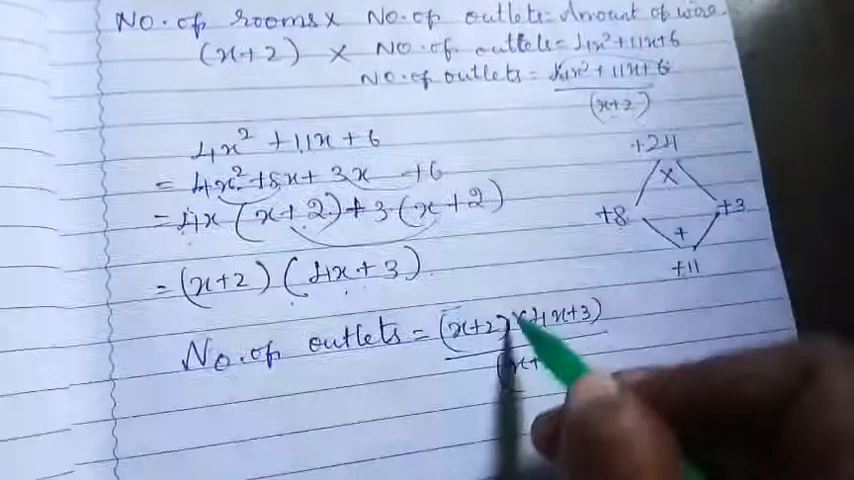 No. of rooms x No. of outlets = Amount of wire.
(x+2) x No. of outlets = 4x² + 11x + 6
No. of outlets = 4x² + 11x + 6
(x+2)
4x² + 11x + 6
+24
= 4x² + 8x + 3x + 6
x
= 4x (x + 2) + 3 (x + 2)
+8 +3
+
= (x+2) (4x + 3)
+11
No. of outlets = (x+2) (4x+3)
(x+